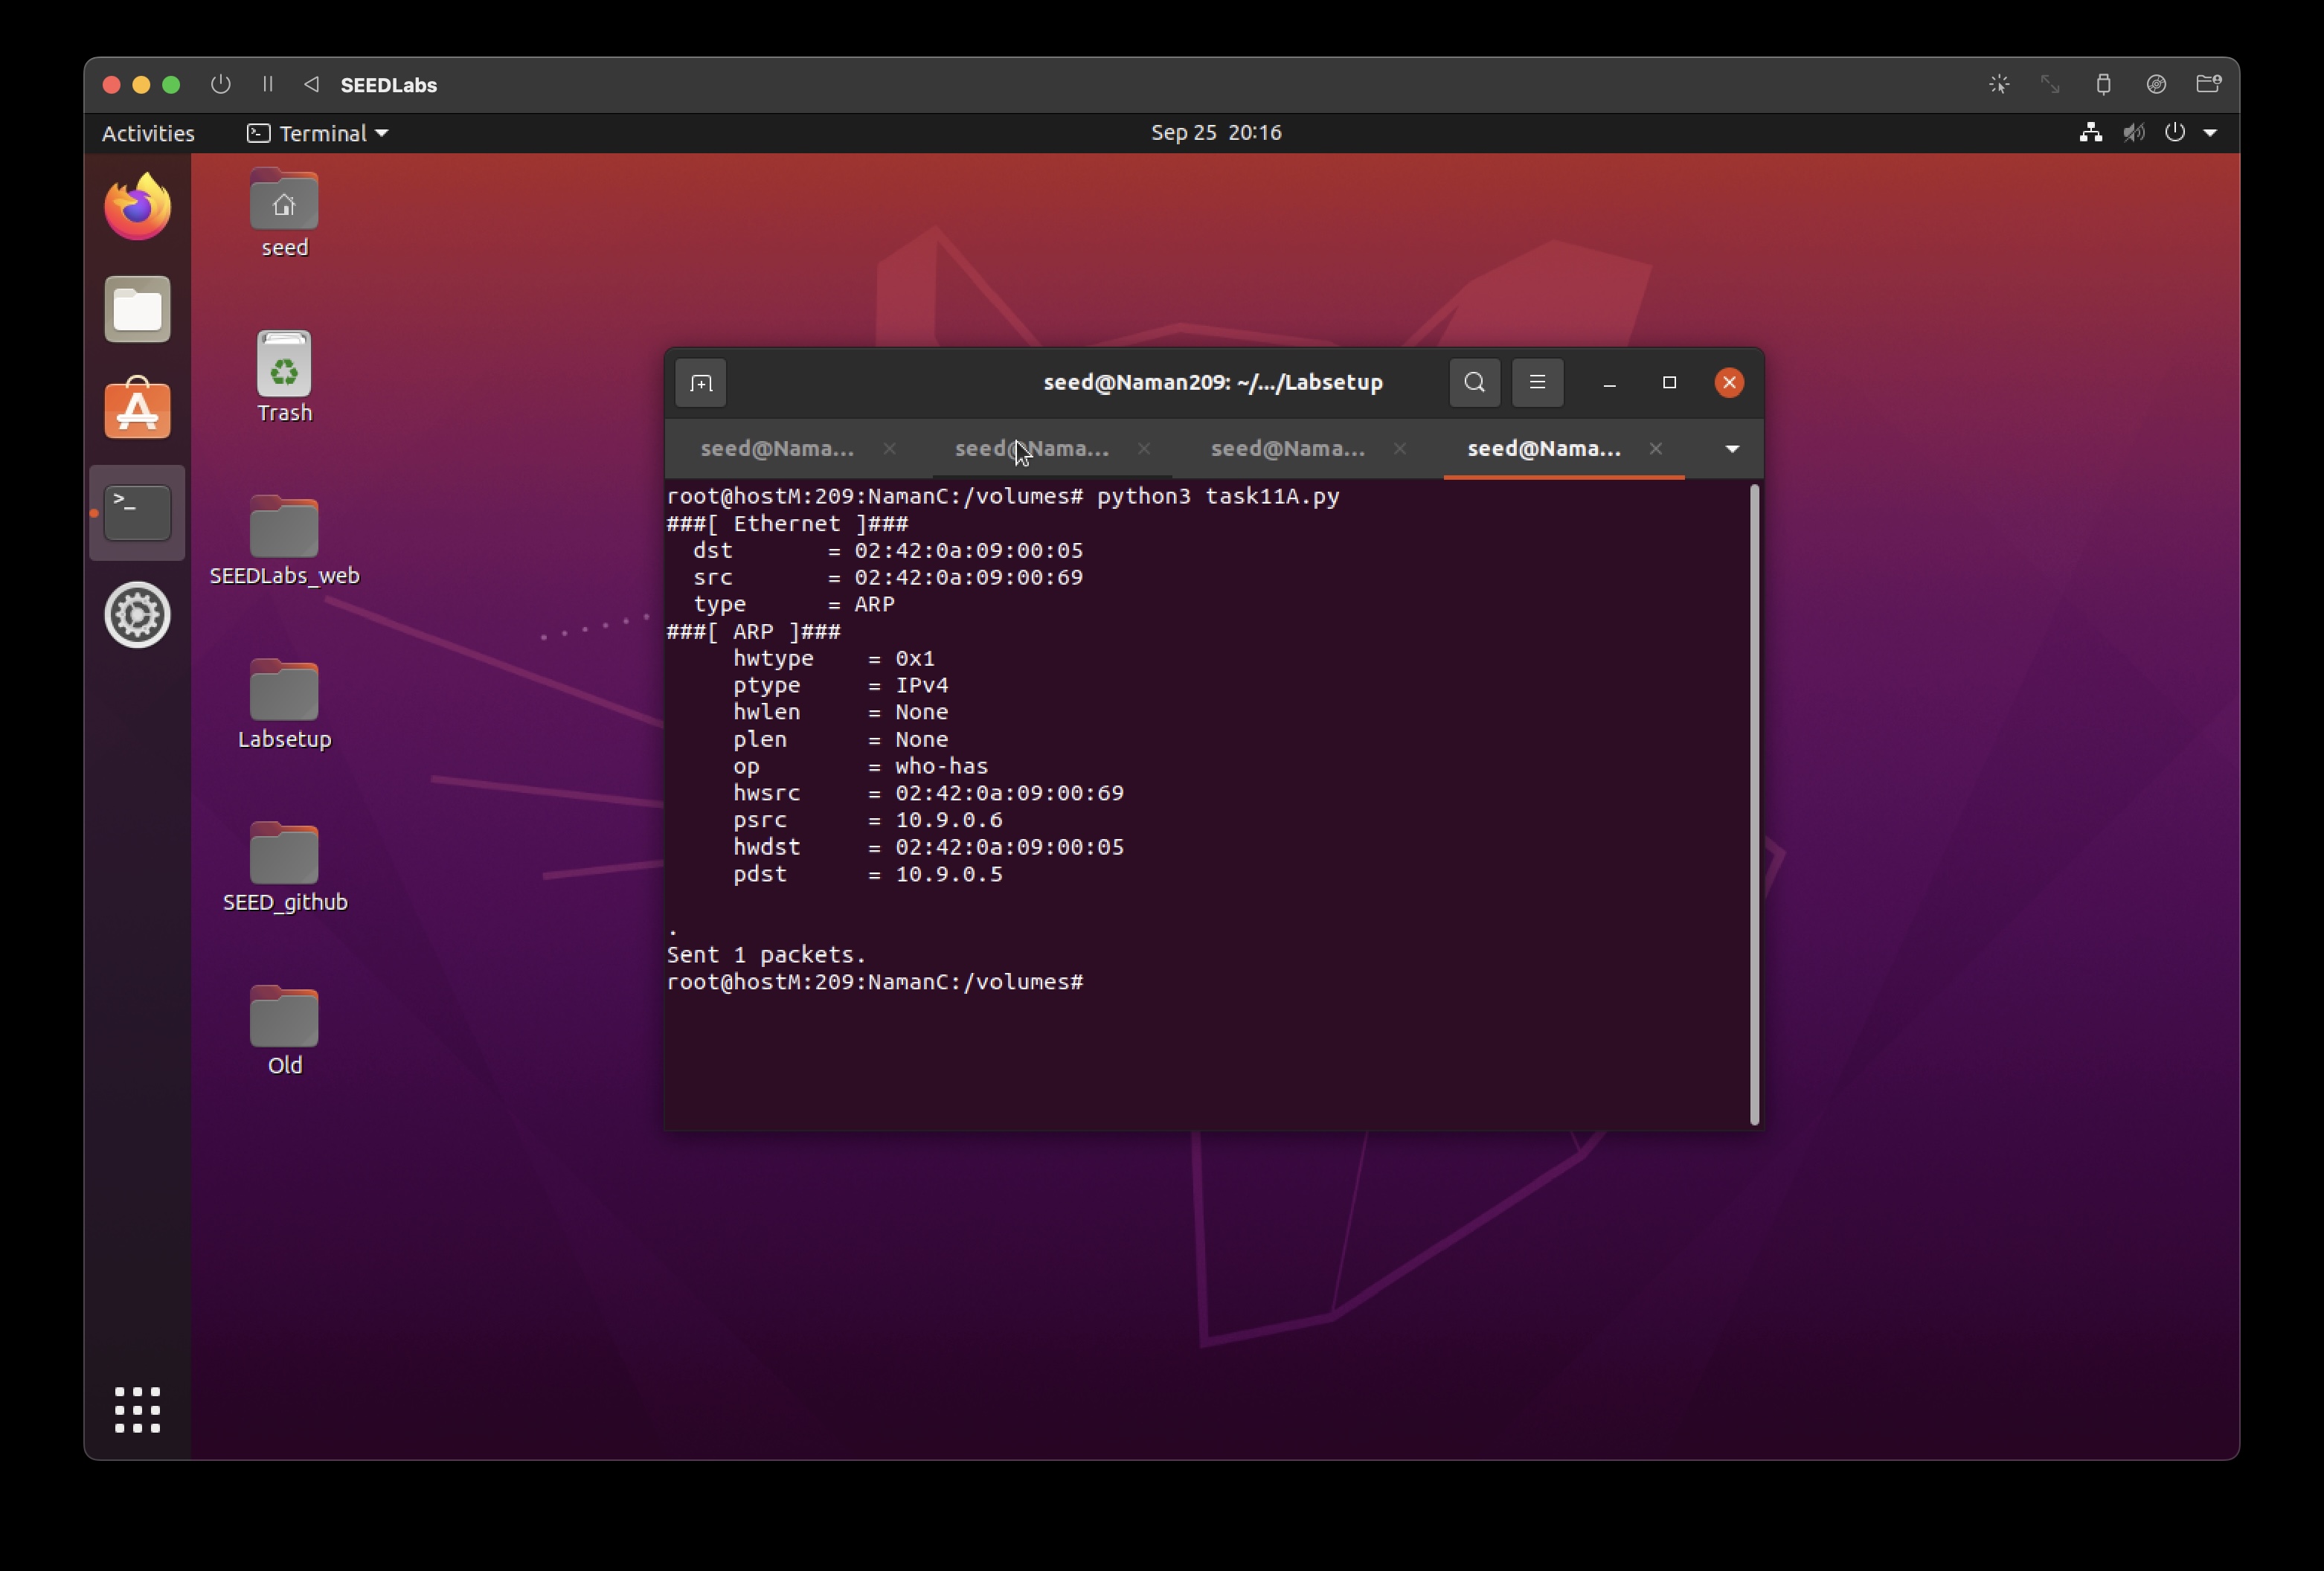 SEEDLabs
Activities
Terminal
Sep 25 20:16
seed
Trash
SEEDLabs_web
Labsetup
SEED_github
Old
seed@Naman209: ~/.../Labsetup
seed@Nama... seed@Nama... seed@Nama... seed@Nama...
root@hostM:209:NamanC:/volumes# python3 task11A.py
###[ Ethernet ]###
  dst       = 02:42:0a:09:00:05
  src       = 02:42:0a:09:00:69
  type      = ARP
###[ ARP ]###
     hwtype    = 0x1
     ptype     = IPv4
     hwlen     = None
     plen      = None
     op        = who-has
     hwsrc     = 02:42:0a:09:00:69
     psrc      = 10.9.0.6
     hwdst     = 02:42:0a:09:00:05
     pdst      = 10.9.0.5
.
Sent 1 packets.
root@hostM:209:NamanC:/volumes#